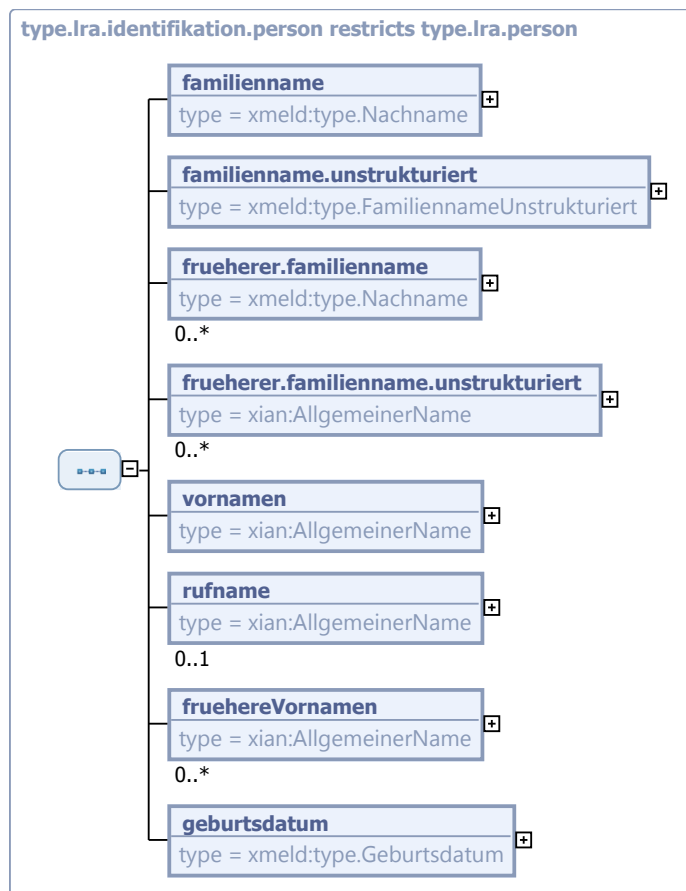 type.lra.identifikation.person restricts type.lra.person
familienname
type = xmeld:type.Nachname
familienname.unstrukturiert
type = xmeld:type.FamiliennameUnstrukturiert
frueherer.familienname
type = xmeld:type.Nachname
0..*
frueherer.familienname.unstrukturiert
type = xian:AllgemeinerName
0..*
vornamen
type = xian:AllgemeinerName
rufname
type = xian:AllgemeinerName
0..1
fruehereVornamen
type = xian:AllgemeinerName
0..*
geburtsdatum
type = xmeld:type.Geburtsdatum